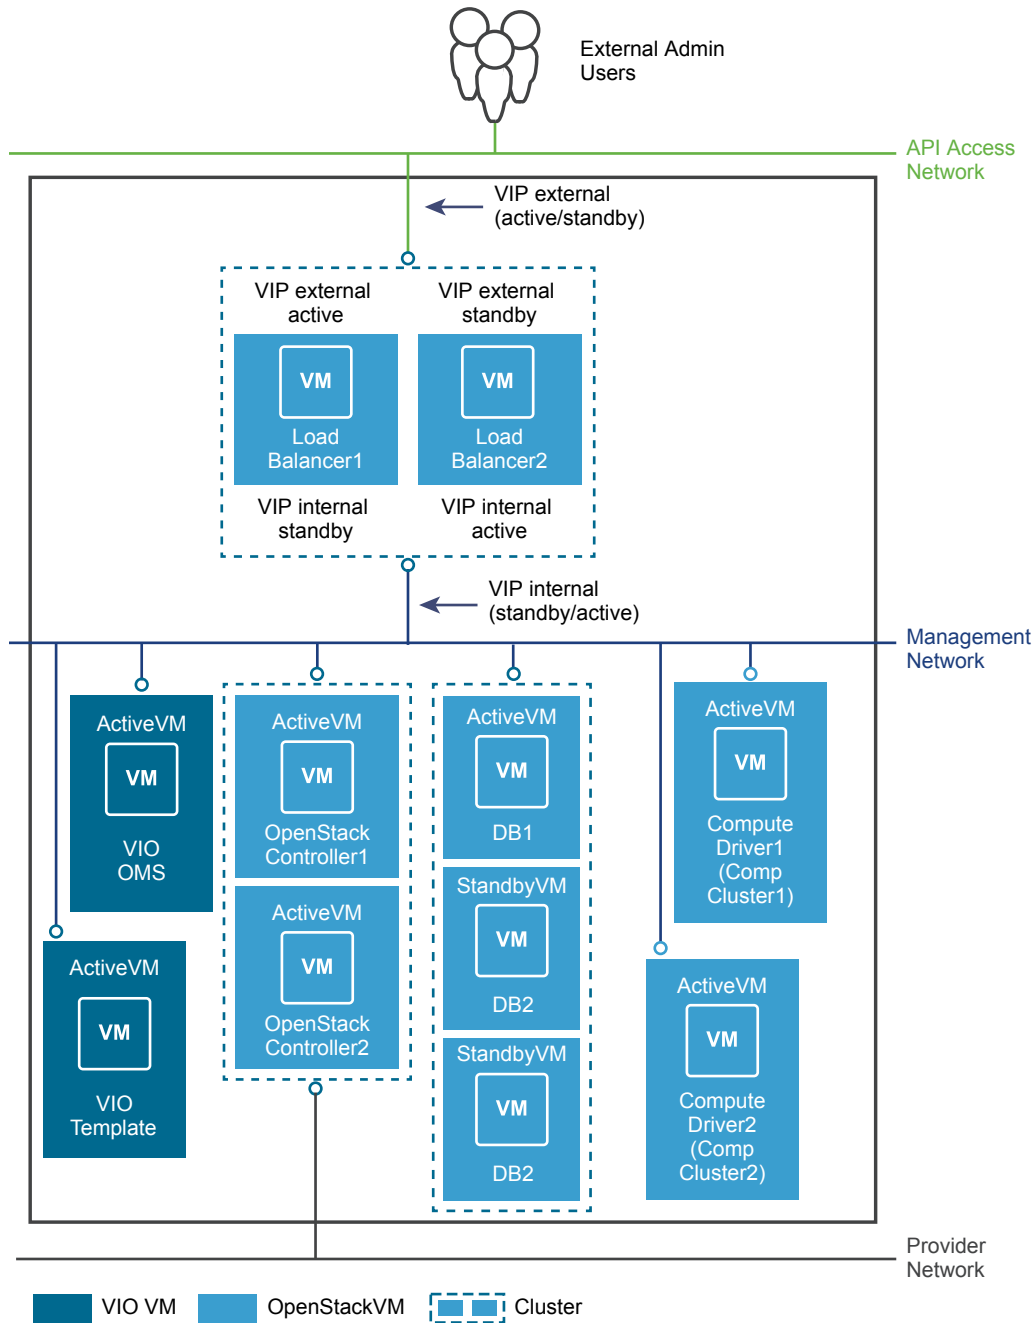 External Admin
Users
API Access
Network
VIP external
(active/standby)
VIP external
active
VIP external
standby
VM
VM
Load
Balancer1
Load
Balancer2
VIP internal
standby
VIP internal
active
VIP internal
(standby/active)
Management
Network
ActiveVM
VM
VIO
OMS
ActiveVM
VM
VIO
Template
ActiveVM
VM
OpenStack
Controller1
ActiveVM
VM
OpenStack
Controller2
ActiveVM
VM
DB1
StandbyVM
VM
DB2
StandbyVM
VM
DB2
ActiveVM
VM
Compute
Driver1
(Comp
Cluster1)
ActiveVM
VM
Compute
Driver2
(Comp
Cluster2)
Provider
Network
VIO VM
OpenStackVM
Cluster